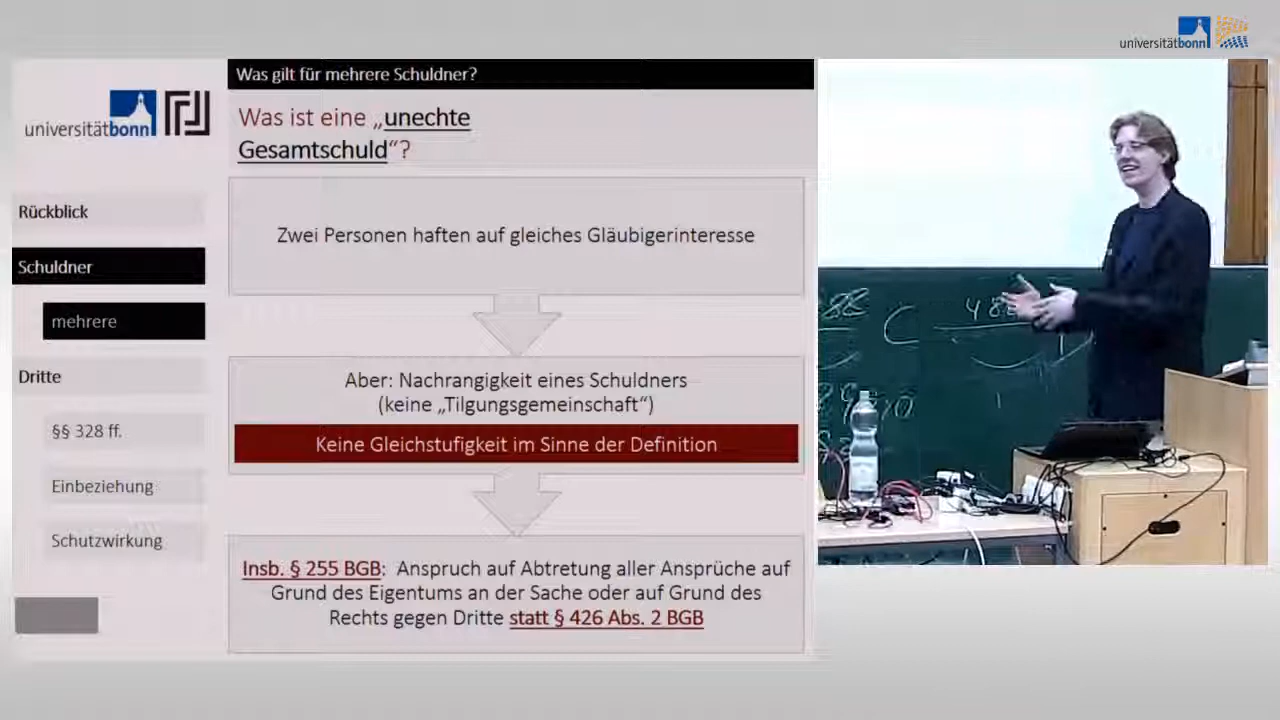 universitätbonn
Was gilt für mehrere Schuldner?
universitätbonn
Was ist eine „unechte
Gesamtschuld“?
Rückblick
Schuldner
mehrere
Dritte
§§ 328 ff.
Einbeziehung
Schutzwirkung
Zwei Personen haften auf gleiches Gläubigerinteresse
Aber: Nachrangigkeit eines Schuldners
(keine „Tilgungsgemeinschaft“)
Keine Gleichstufigkeit im Sinne der Definition
Insb. § 255 BGB: Anspruch auf Abtretung aller Ansprüche auf
Grund des Eigentums an der Sache oder auf Grund des
Rechts gegen Dritte statt § 426 Abs. 2 BGB